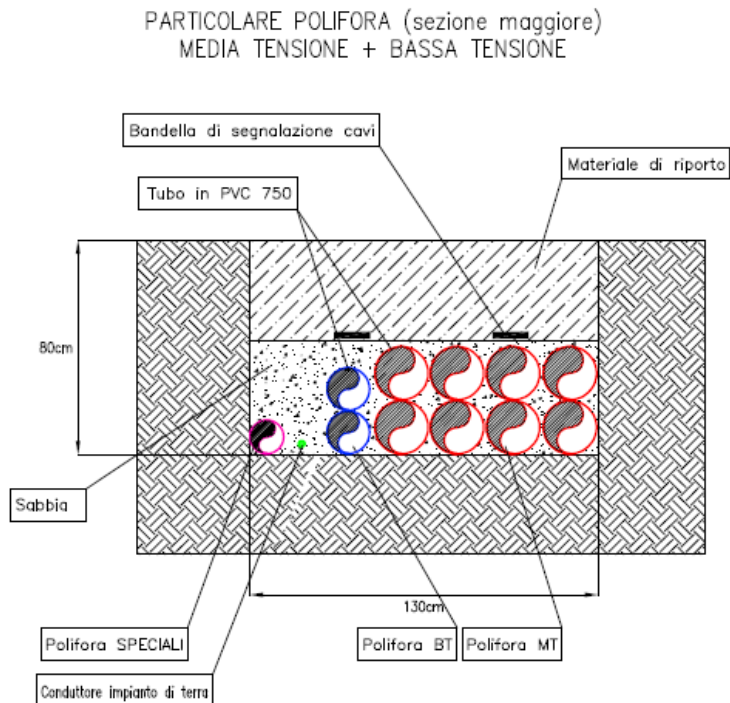 PARTICOLARE POLIFORA (sezione maggiore)
MEDIA TENSIONE + BASSA TENSIONE
Bandella di segnalazione cavi
Materiale di riporto
Tubo in PVC 750
80cm
Sabbia
130cm
Polifora SPECIALI
Polifora BT
Polifora MT
Conduttore impianto di terra